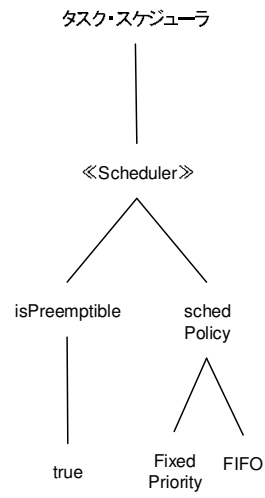 タスク・スケジューラ
≪Scheduler≫
isPreemptible
sched
Policy
true
Fixed
Priority
FIFO